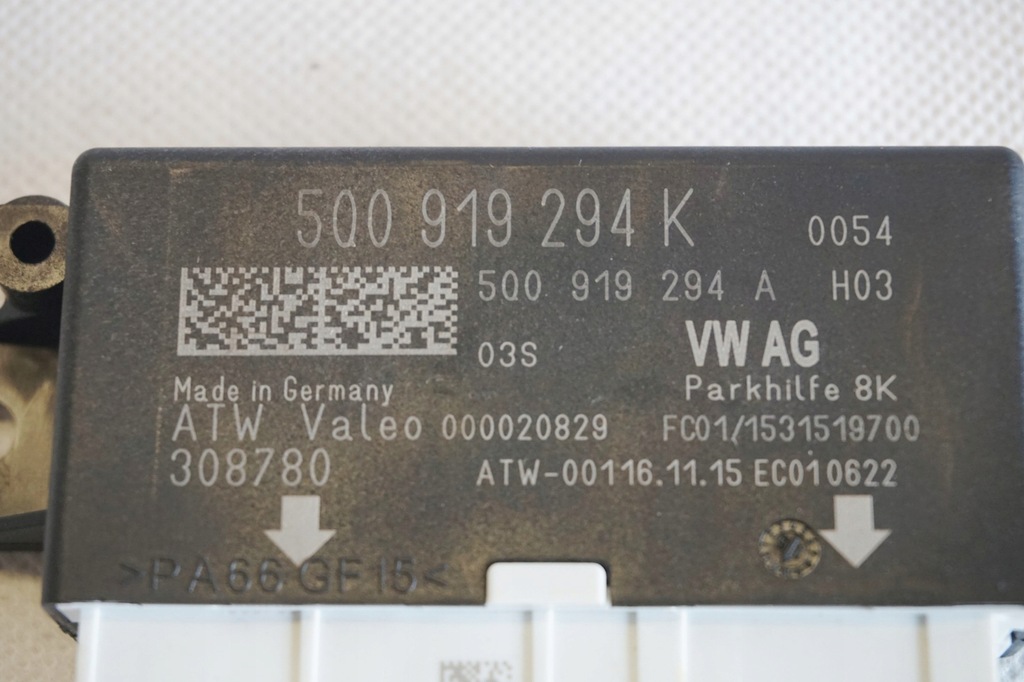 5Q0 919 294 K 0054
5Q0 919 294 A H03
03S VW AG
Made in Germany Parkhilfe 8K
ATW Valeo 000020829 FC01/1531519700
308780 ATW-00116.11.15 EC010622
>PA66 GF15<